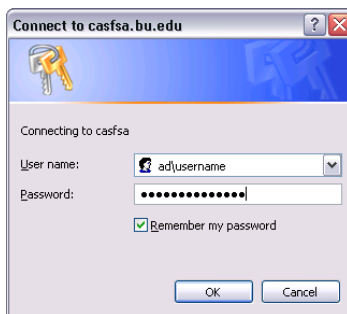 Connect to casfsa.bu.edu
Connecting to casfsa
User name:
ad\username
Password:
••••••••••••••
Remember my password
OK
Cancel